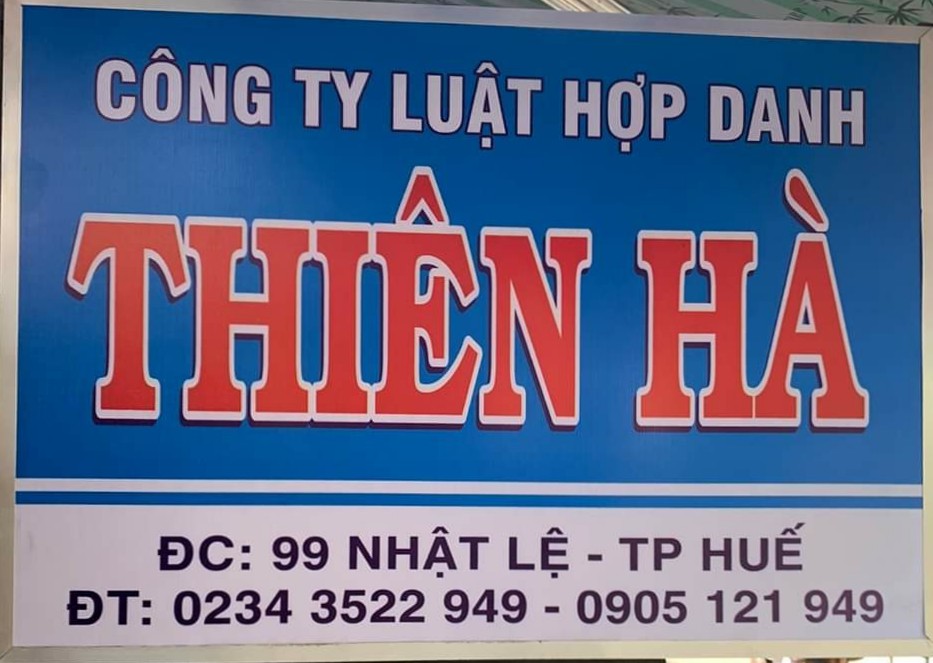 CÔNG TY LUẬT HỢP DANH
THIÊN HÀ
ĐC: 99 NHẬT LỆ - TP HUẾ
ĐT: 0234 3522 949 - 0905 121 949